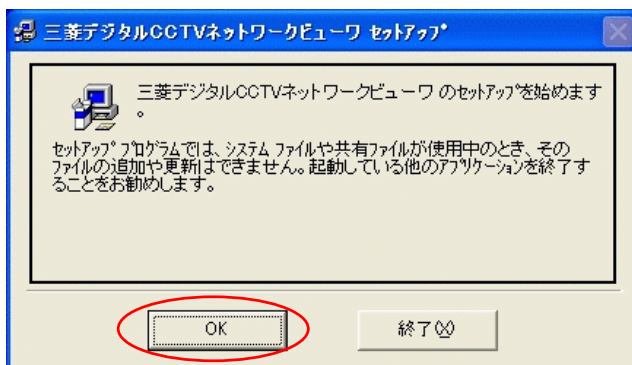 三菱デジタルCCTVネットワークビューワ セットアップ
三菱デジタルCCTVネットワークビューワ のセットアップを始めます
。
セットアップ プログラムでは、システム ファイルや共有ファイルが使用中のとき、その
ファイルの追加や更新はできません。起動している他のアプリケーションを終了す
ることをお勧めします。
OK
終了(X)